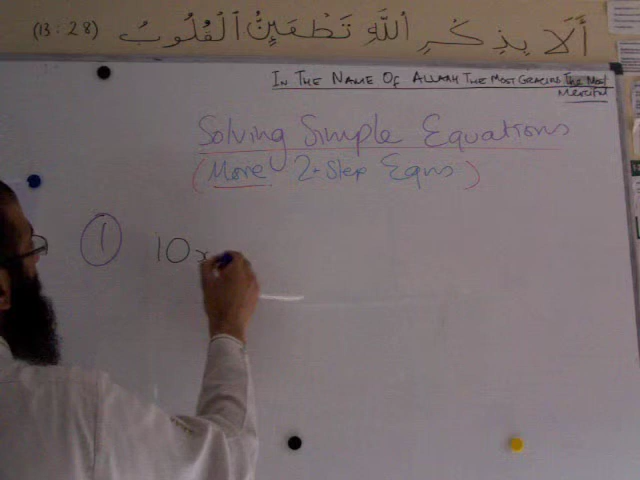 أَلَا بِذِكْرِ اللَّهِ تَطْمَئِنُّ الْقُلُوبُ (13:28)
IN THE NAME OF ALLAH THE MOST GRACIOUS THE MOST
MERCIFUL
Solving Simple Equations
(More 2-Step Eqns)
1 10x